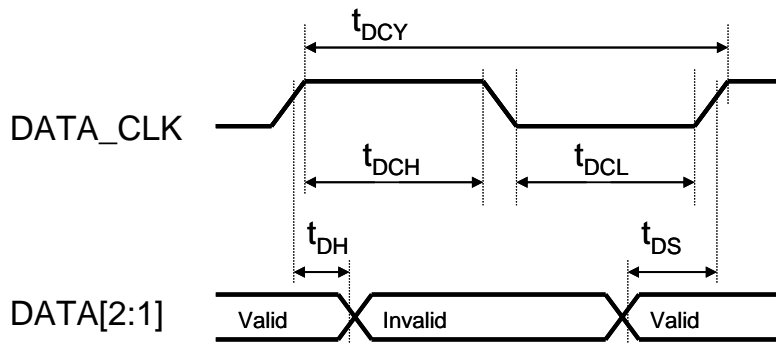 tDCY
DATA_CLK
tDCH
tDCL
tDH
tDS
DATA[2:1]
Valid
Invalid
Valid